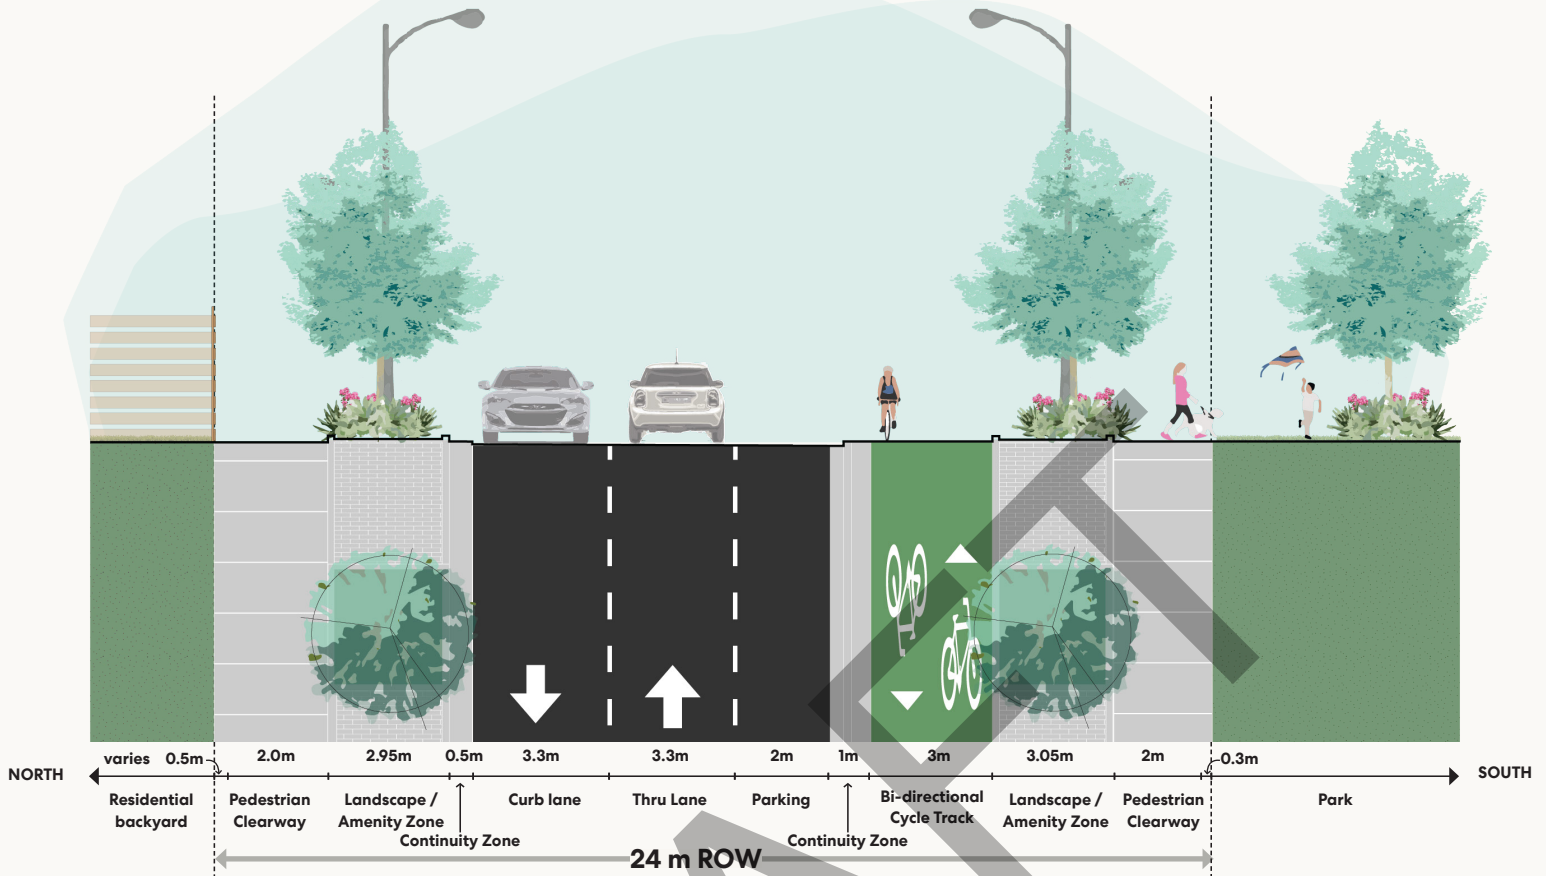 varies
0.5m
2.0m
2.95m
0.5m
3.3m
3.3m
2m
1m
3m
3.05m
2m
0.3m
NORTH
SOUTH
Residential
backyard
Pedestrian
Clearway
Landscape /
Amenity Zone
Continuity Zone
Curb lane
Thru Lane
Parking
Continuity Zone
Bi-directional
Cycle Track
Landscape /
Amenity Zone
Pedestrian
Clearway
Park
24 m ROW